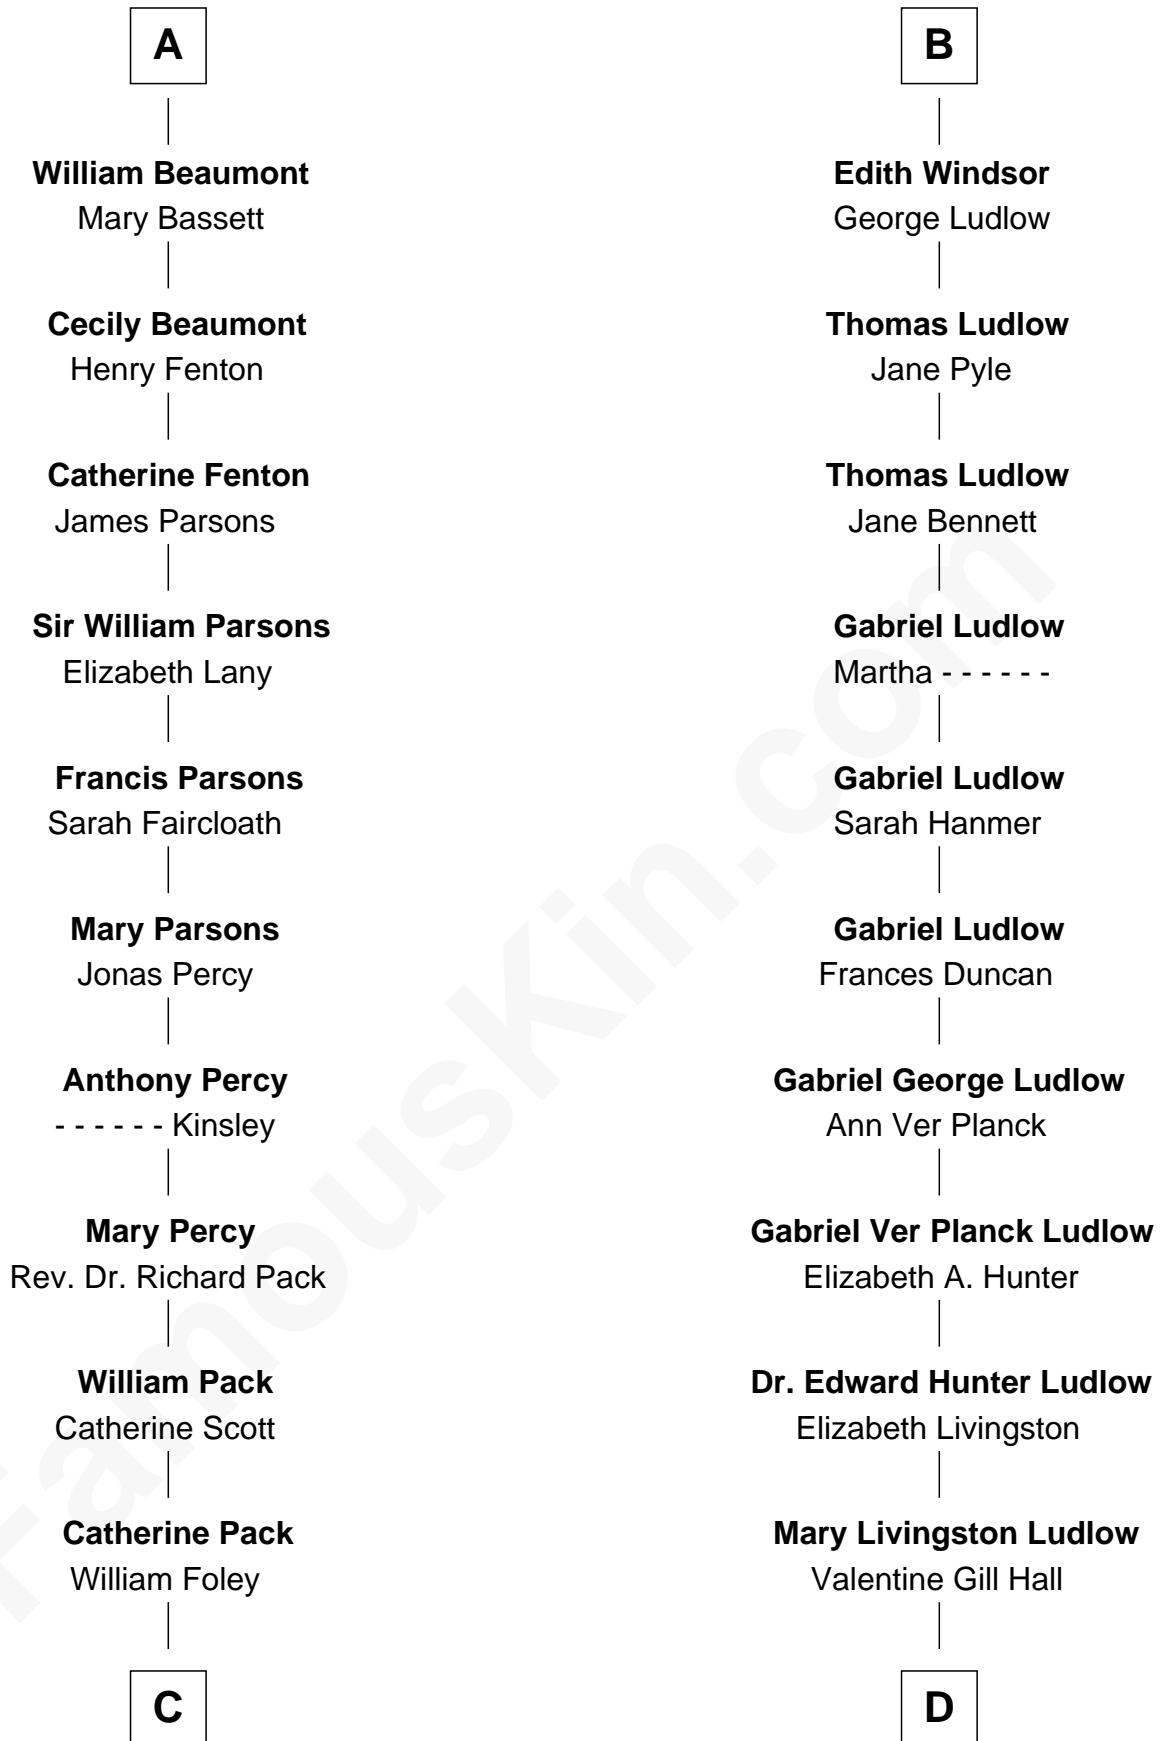 A
William Beaumont
Mary Bassett
Cecily Beaumont
Henry Fenton
Catherine Fenton
James Parsons
Sir William Parsons
Elizabeth Lany
Francis Parsons
Sarah Faircloath
Mary Parsons
Jonas Percy
Anthony Percy
- - - - - - Kinsley
Mary Percy
Rev. Dr. Richard Pack
William Pack
Catherine Scott
Catherine Pack
William Foley
C
B
Edith Windsor
George Ludlow
Thomas Ludlow
Jane Pyle
Thomas Ludlow
Jane Bennett
Gabriel Ludlow
Martha - - - - - -
Gabriel Ludlow
Sarah Hanmer
Gabriel Ludlow
Frances Duncan
Gabriel George Ludlow
Ann Ver Planck
Gabriel Ver Planck Ludlow
Elizabeth A. Hunter
Dr. Edward Hunter Ludlow
Elizabeth Livingston
Mary Livingston Ludlow
Valentine Gill Hall
D
FamousKin.com